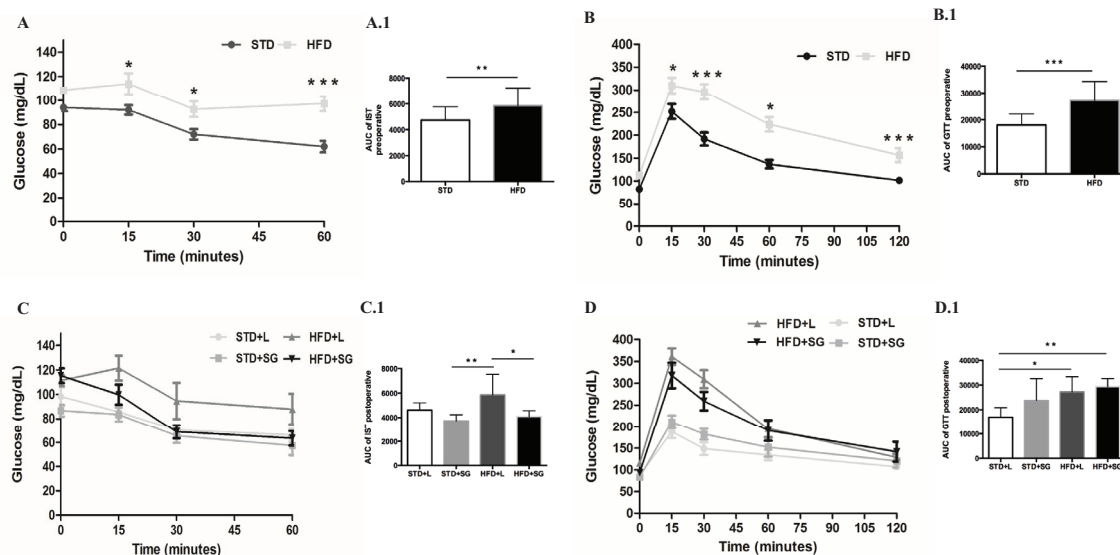 A
STD HFD
140
120
100
80
60
40
20
0
* * ***
Glucose (mg/dL)
0 15 30 45 60
Time (minutes)
A.1
**
8000
6000
4000
2000
0
AUC of IST
preoperative
STD HFD
B
STD HFD
400
350
300
250
200
150
100
50
0
* *** * ***
Glucose (mg/dL)
0 15 30 45 60 75 90 105 120
Time (minutes)
B.1
***
40000
30000
20000
10000
0
AUC of GTT preoperative
STD HFD
C
STD+L HFD+L
STD+SG HFD+SG
140
120
100
80
60
40
20
0
Glucose (mg/dL)
0 15 30 45 60
Time (minutes)
C.1
** *
8000
6000
4000
2000
0
postoperative
STD+L STD+SG HFD+L HFD+SG
D
HFD+L STD+L
HFD+SG STD+SG
400
350
300
250
200
150
100
50
0
Glucose (mg/dL)
0 15 30 45 60 75 90 105 120
Time (minutes)
D.1
**
*
40000
30000
20000
10000
0
AUC of GTT postoperative
STD+L STD+SG HFD+L HFD+SG